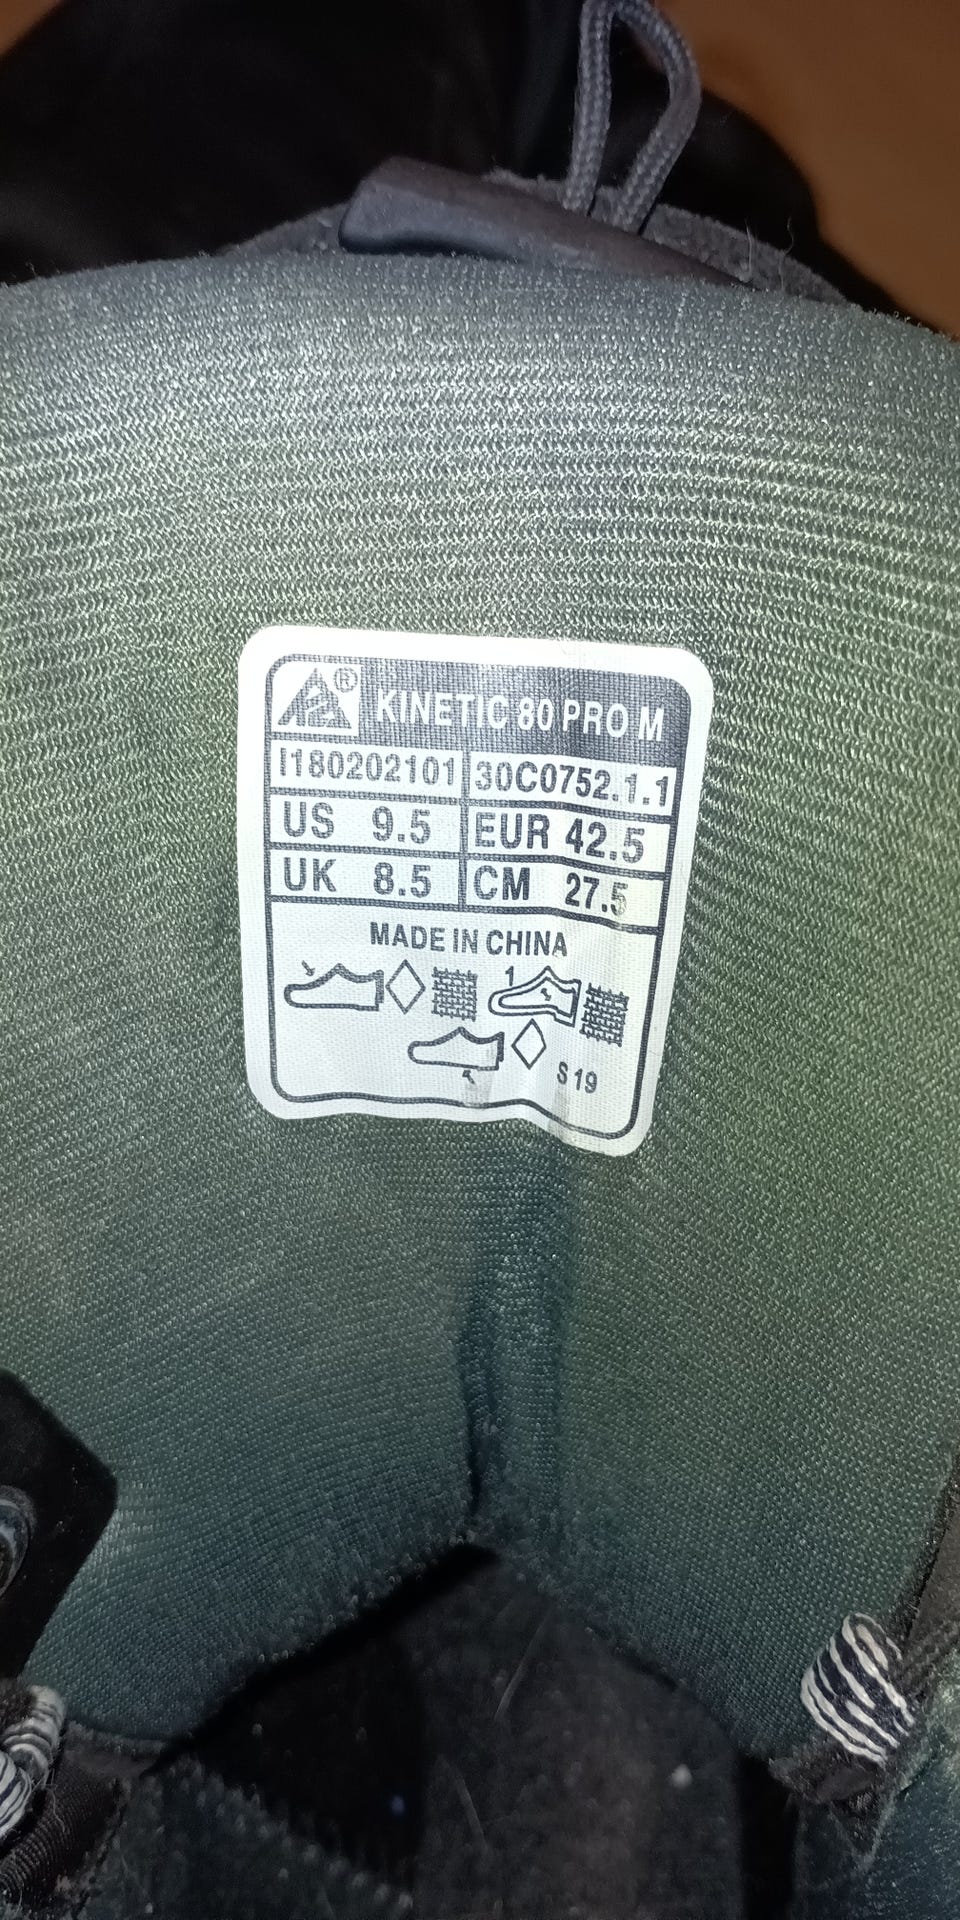 ® KINETIC 80 PRO M
I180202101 30C0752.1.1
US 9.5 EUR 42.5
UK 8.5 CM 27.5
MADE IN CHINA
1
S 19